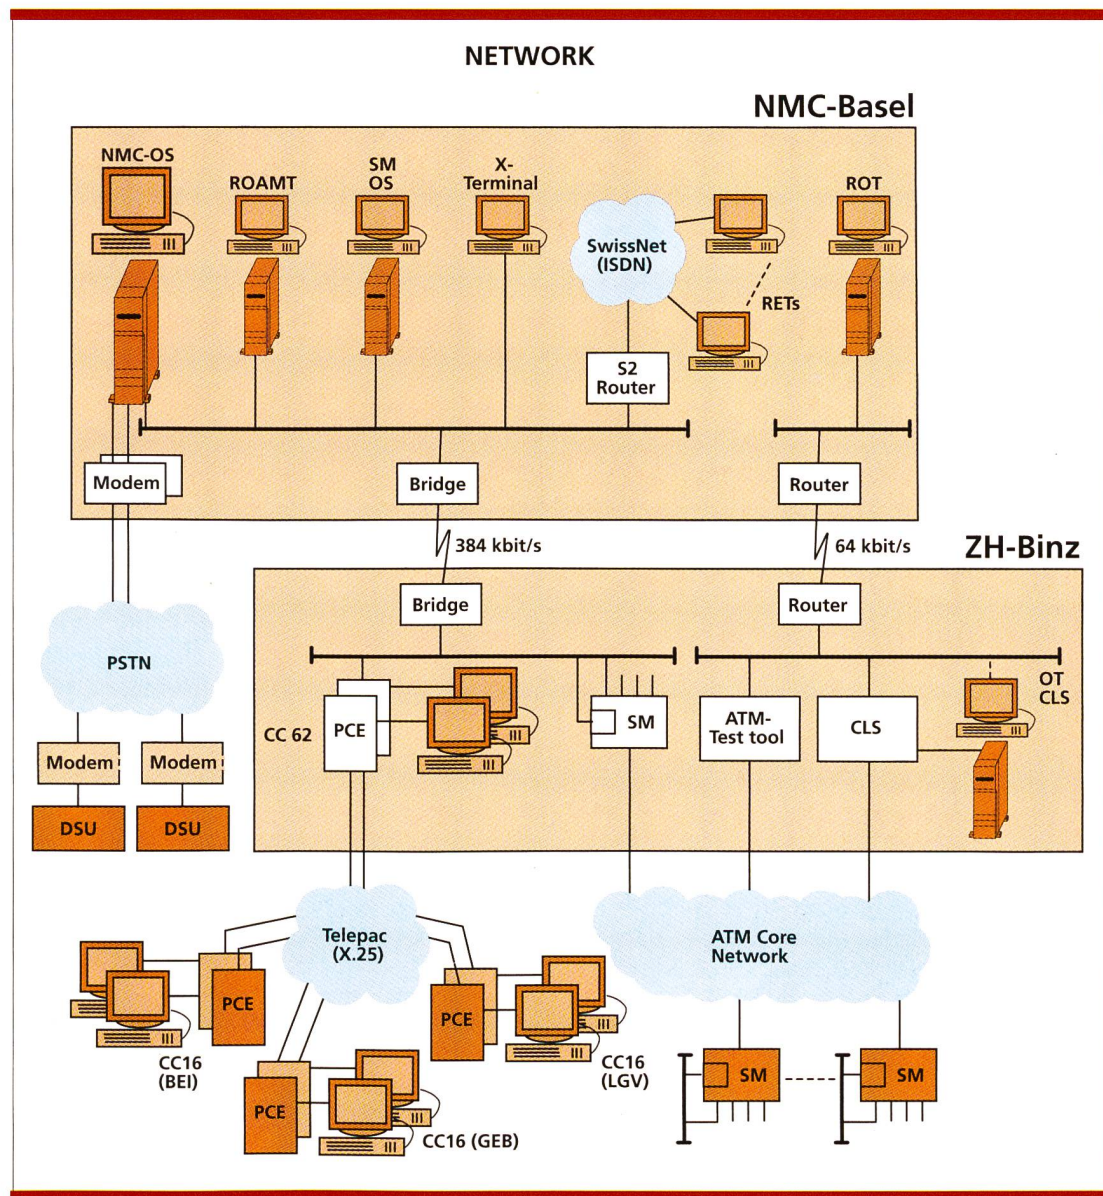 NETWORK
NMC-Basel
NMC-OS
ROAMT
SM
OS
X-
Terminal
ROT
SwissNet
(ISDN)
RETs
S2
Router
Modem
Bridge
Router
384 kbit/s
64 kbit/s
ZH-Binz
Bridge
Router
PSTN
OT
CLS
CC 62
PCE
SM
ATM-
Test tool
CLS
Modem
Modem
DSU
DSU
Telepac
(X.25)
ATM Core
Network
PCE
CC16
(BEI)
PCE
CC16
(LGV)
PCE
CC16 (GEB)
SM
SM